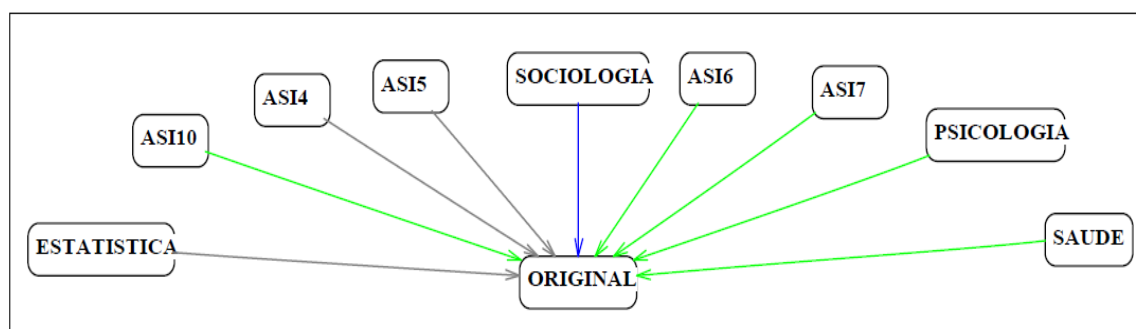 SOCIOLOGIA
ASI6
ASI5
ASI4
ASI7
ASI10
PSICOLOGIA
ESTATISTICA
SAUDE
ORIGINAL